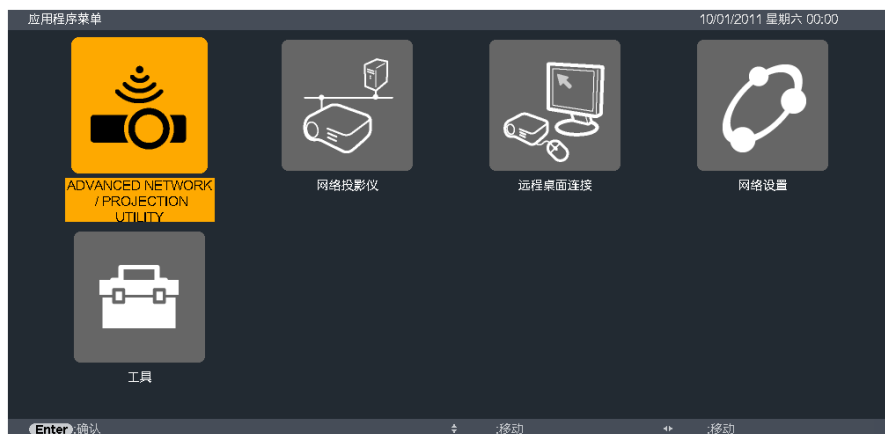 应用程序菜单
10/01/2011 星期六 00:00
ADVANCED NETWORK
/ PROJECTION
UTILITY
网络投影仪
远程桌面连接
网络设置
工具
Enter:确认
:移动
:移动